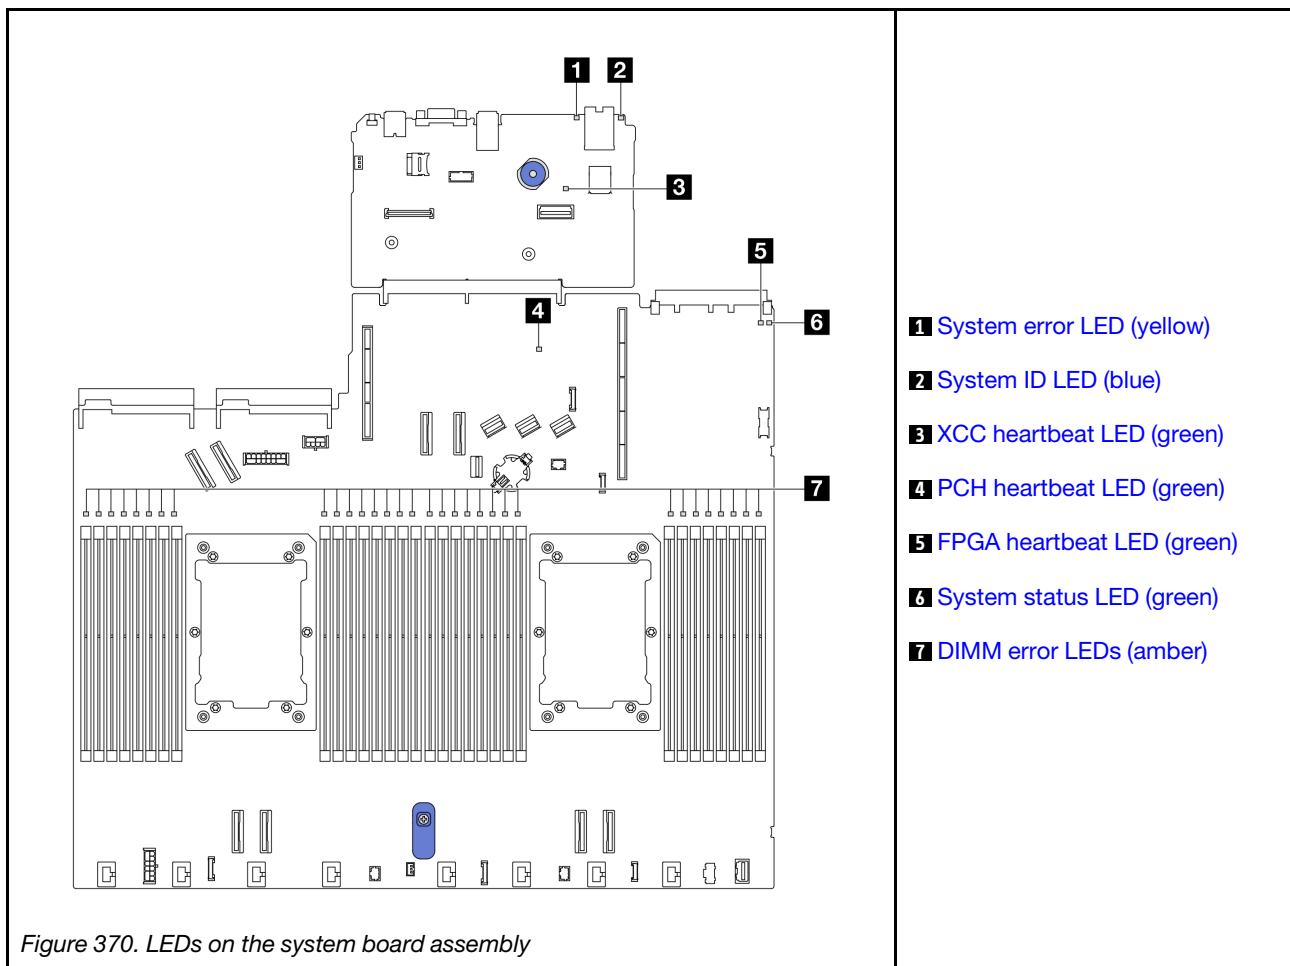 1 2
3
5
4 6
7
1 System error LED (yellow)
2 System ID LED (blue)
3 XCC heartbeat LED (green)
4 PCH heartbeat LED (green)
5 FPGA heartbeat LED (green)
6 System status LED (green)
7 DIMM error LEDs (amber)
Figure 370. LEDs on the system board assembly